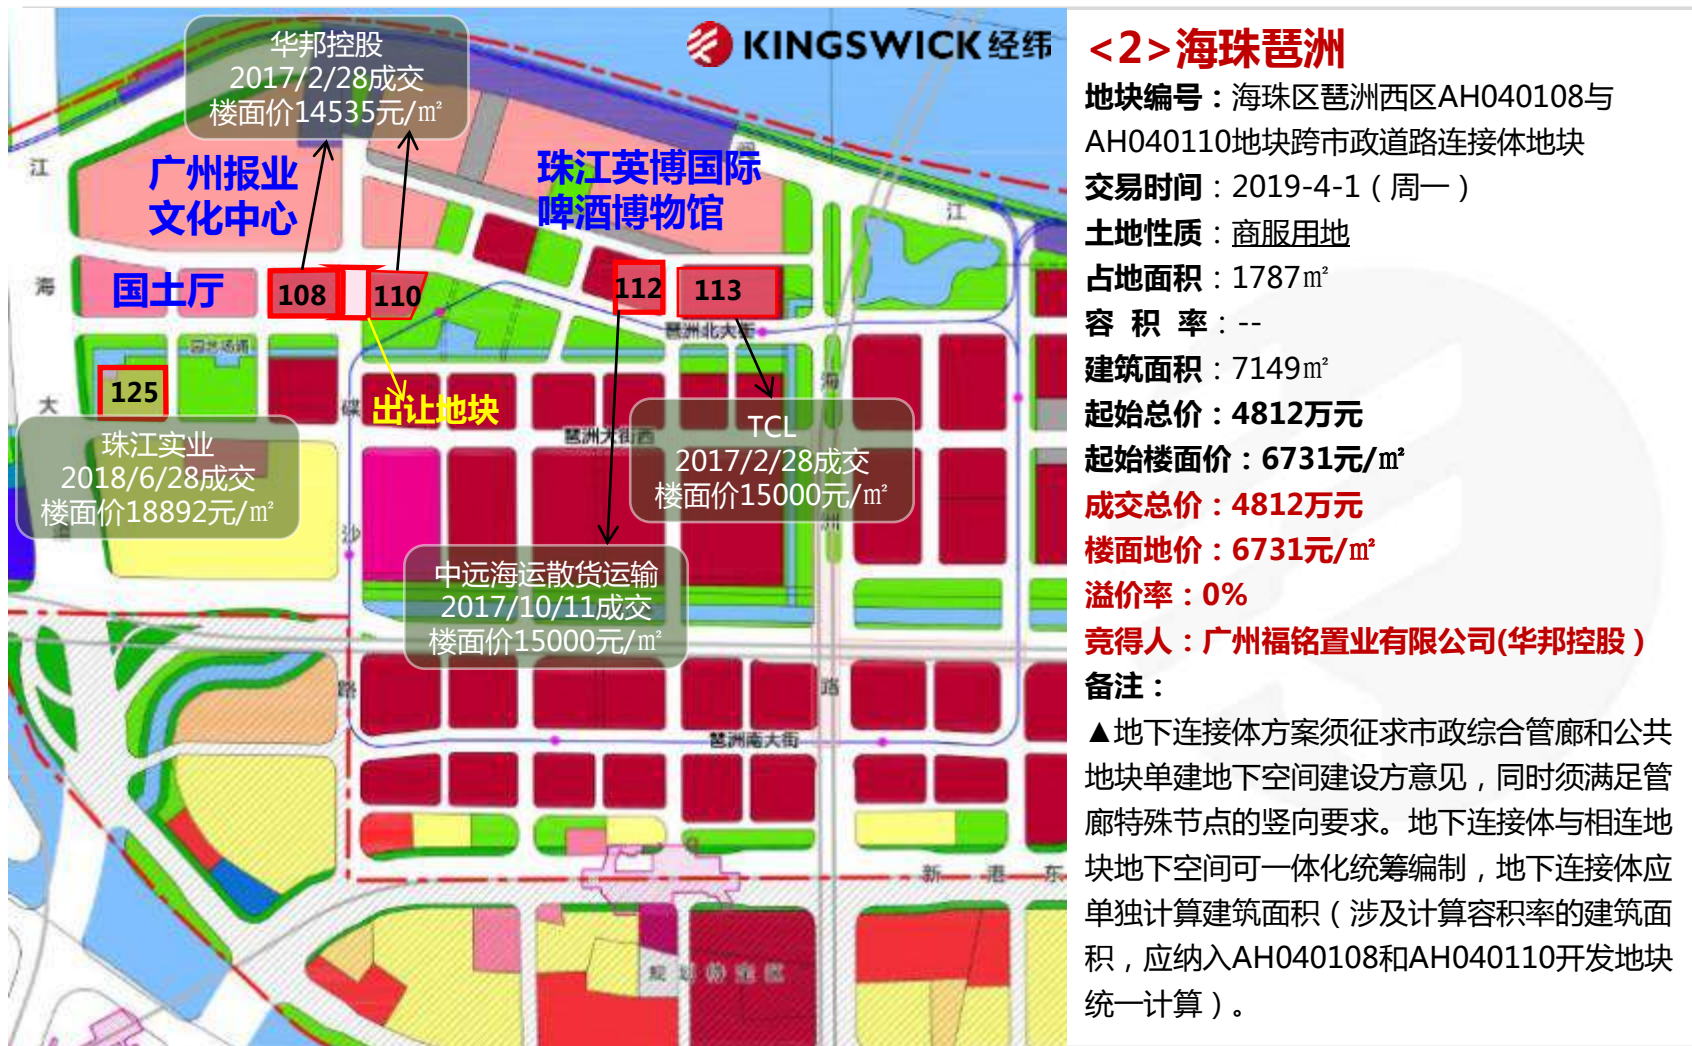 华邦控股
2017/2/28成交
楼面价14535元/㎡
KINGSWICK 经纬
江
广州报业
文化中心
珠江英博国际
啤酒博物馆
江
海
国土厅
108
110
112
113
琶洲北大街
125
大
出让地块
磔
海
琶洲大街西
珠江实业
2018/6/28成交
楼面价18892元/㎡
TCL
2017/2/28成交
楼面价15000元/㎡
沙
洲
中远海运散货运输
2017/10/11成交
楼面价15000元/㎡
路
路
琶洲南大街
新 港 东
<2>海珠琶洲
地块编号：海珠区琶洲西区AH040108与
AH040110地块跨市政道路连接体地块
交易时间：2019-4-1（周一）
土地性质：商服用地
占地面积：1787㎡
容 积 率：--
建筑面积：7149㎡
起始总价：4812万元
起始楼面价：6731元/㎡
成交总价：4812万元
楼面地价：6731元/㎡
溢价率：0%
竞得人：广州福铭置业有限公司(华邦控股）
备注：
▲地下连接体方案须征求市政综合管廊和公共
地块单建地下空间建设方意见，同时须满足管
廊特殊节点的竖向要求。地下连接体与相连地
块地下空间可一体化统筹编制，地下连接体应
单独计算建筑面积（涉及计算容积率的建筑面
积，应纳入AH040108和AH040110开发地块
统一计算）。